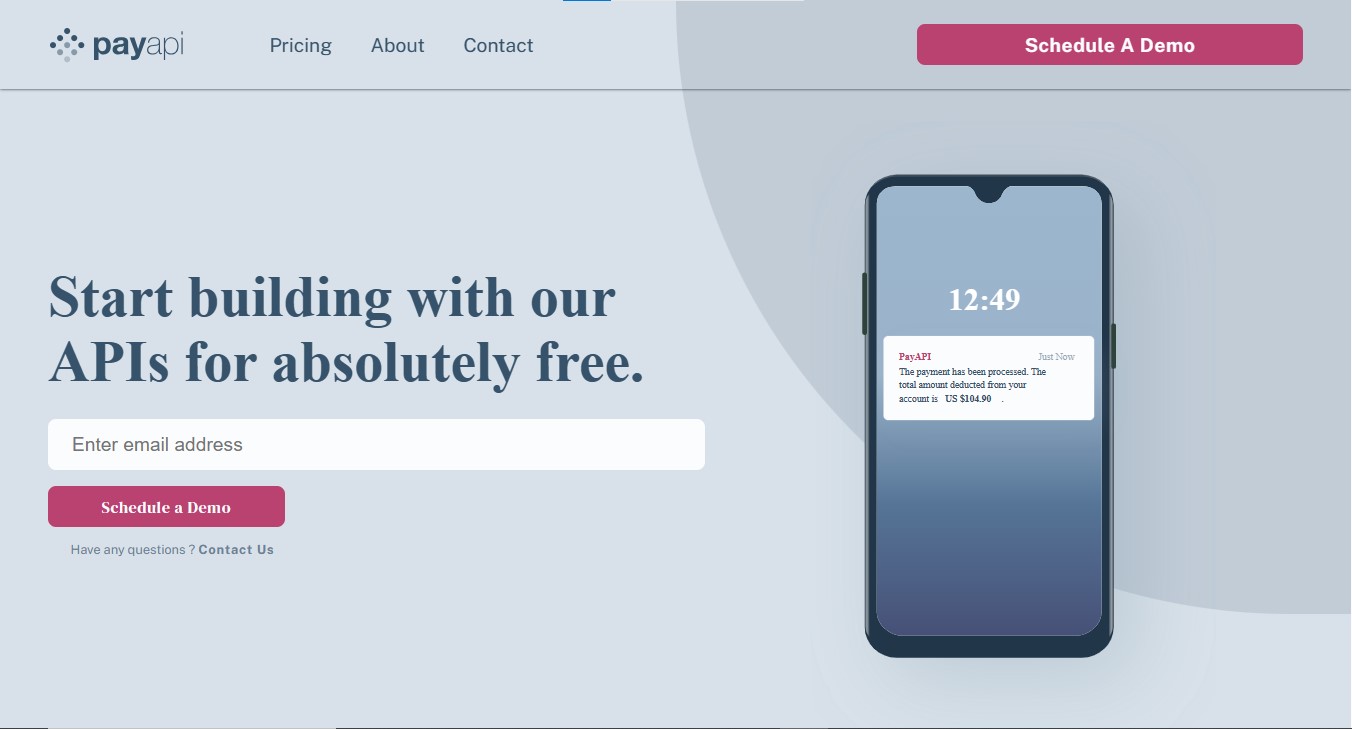 payapi
Pricing
About
Contact
Schedule A Demo
Start building with our
APIs for absolutely free.
Enter email address
Schedule a Demo
Have any questions ? Contact Us
12:49
PayAPI
Just Now
The payment has been processed. The
total amount deducted from your
account is US $104.90 .